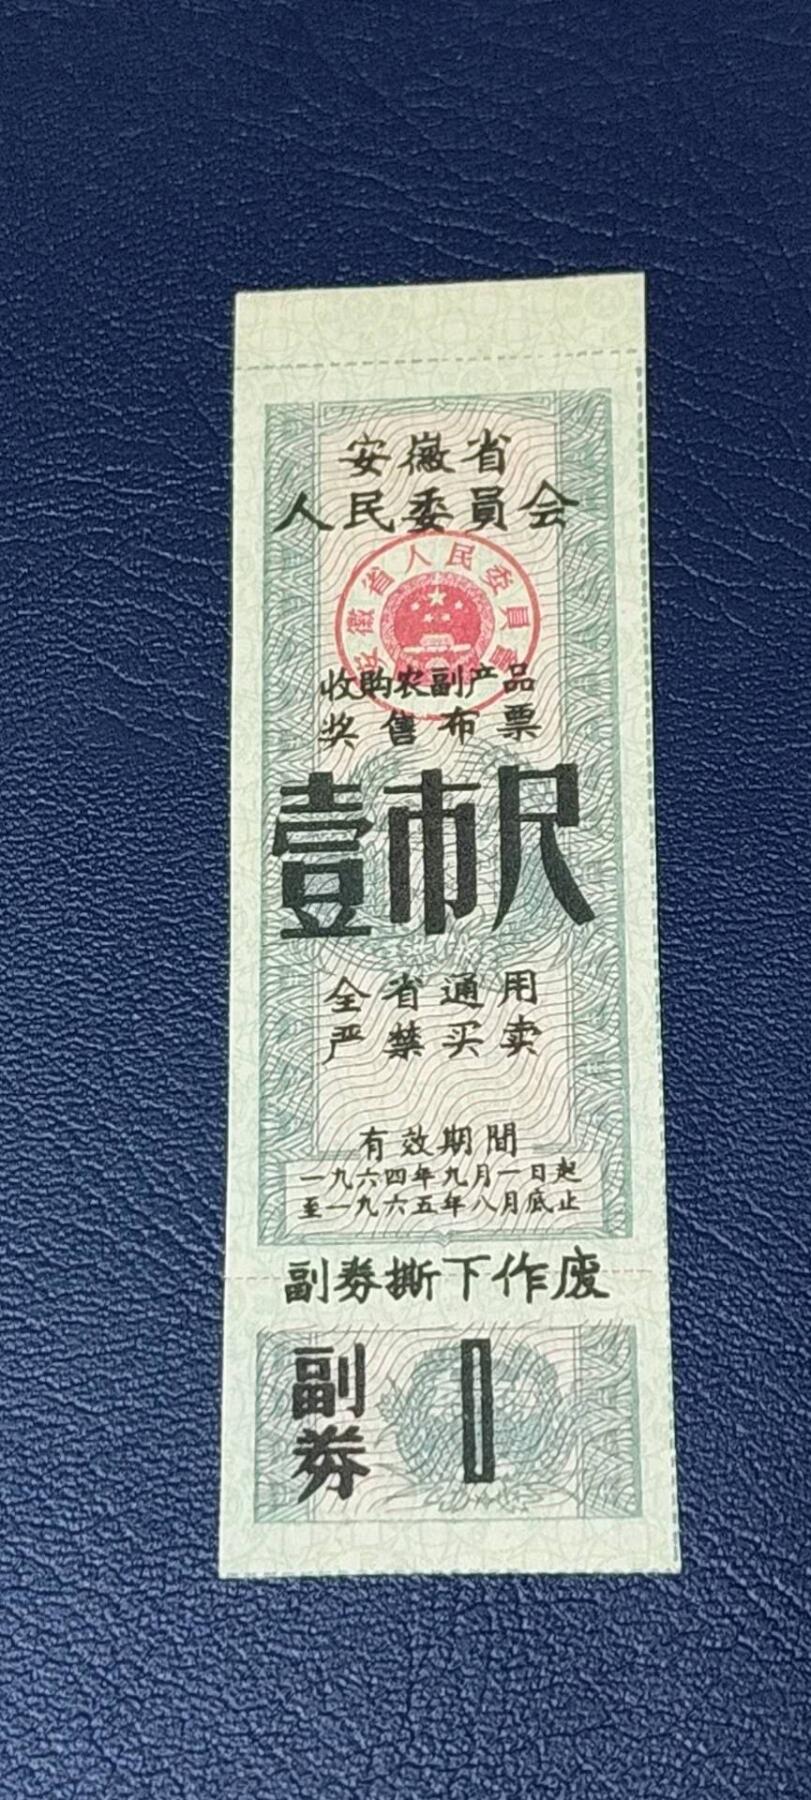 安徽省
人民委員会
安徽省人民委員會
收购农副产品
奖售布票
壹市尺
全省通用
严禁买卖
有效期間
一九六四年九月一日起
至一九六五年八月底止
副券撕下作废
副券
1